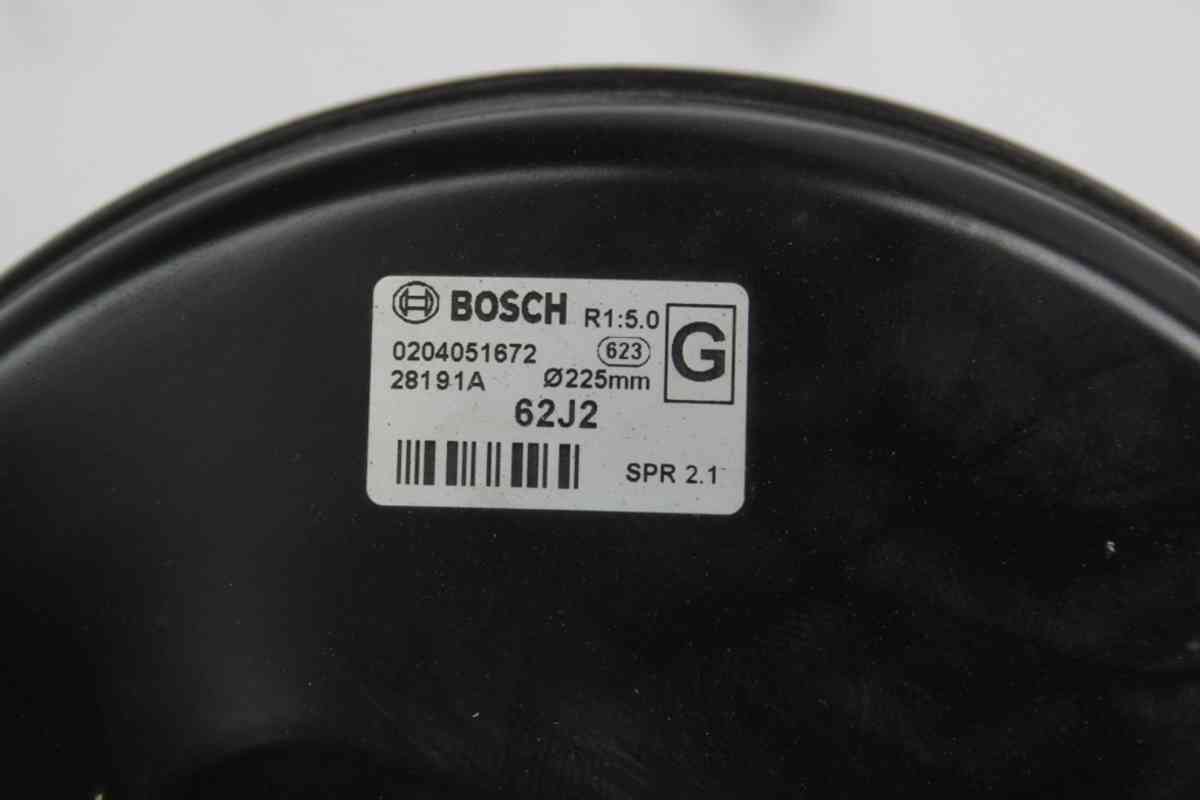 BOSCH R1:5.0
G
0204051672 623
28191A Ø225mm
62J2
SPR 2.1